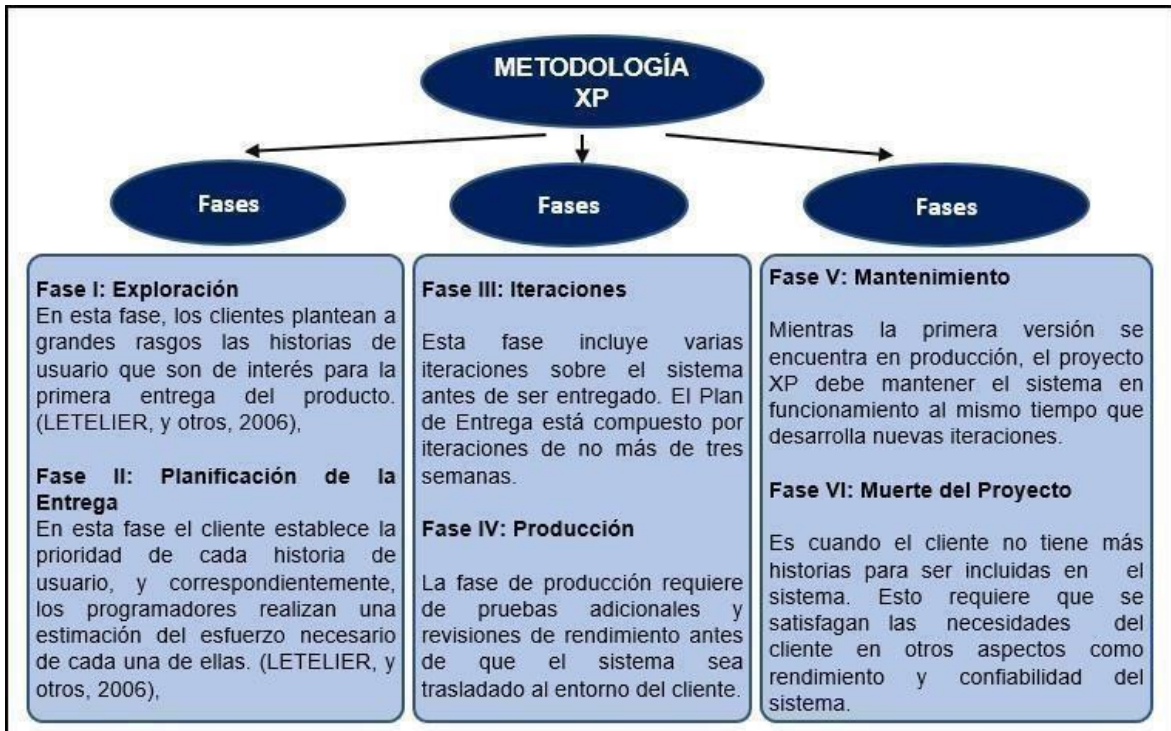 METODOLOGÍA
XP
Fases
Fases
Fases
Fase I: Exploración
En esta fase, los clientes plantean a
grandes rasgos las historias de
usuario que son de interés para la
primera entrega del producto.
(LETELIER, y otros, 2006),
Fase II: Planificación de la
Entrega
En esta fase el cliente establece la
prioridad de cada historia de
usuario, y correspondientemente,
los programadores realizan una
estimación del esfuerzo necesario
de cada una de ellas. (LETELIER, y
otros, 2006),
Fase III: Iteraciones
Esta fase incluye varias
iteraciones sobre el sistema
antes de ser entregado. El Plan
de Entrega está compuesto por
iteraciones de no más de tres
semanas.
Fase IV: Producción
La fase de producción requiere
de pruebas adicionales y
revisiones de rendimiento antes
de que el sistema sea
trasladado al entorno del cliente.
Fase V: Mantenimiento
Mientras la primera versión se
encuentra en producción, el proyecto
XP debe mantener el sistema en
funcionamiento al mismo tiempo que
desarrolla nuevas iteraciones.
Fase VI: Muerte del Proyecto
Es cuando el cliente no tiene más
historias para ser incluidas en el
sistema. Esto requiere que se
satisfagan las necesidades del
cliente en otros aspectos como
rendimiento y confiabilidad del
sistema.